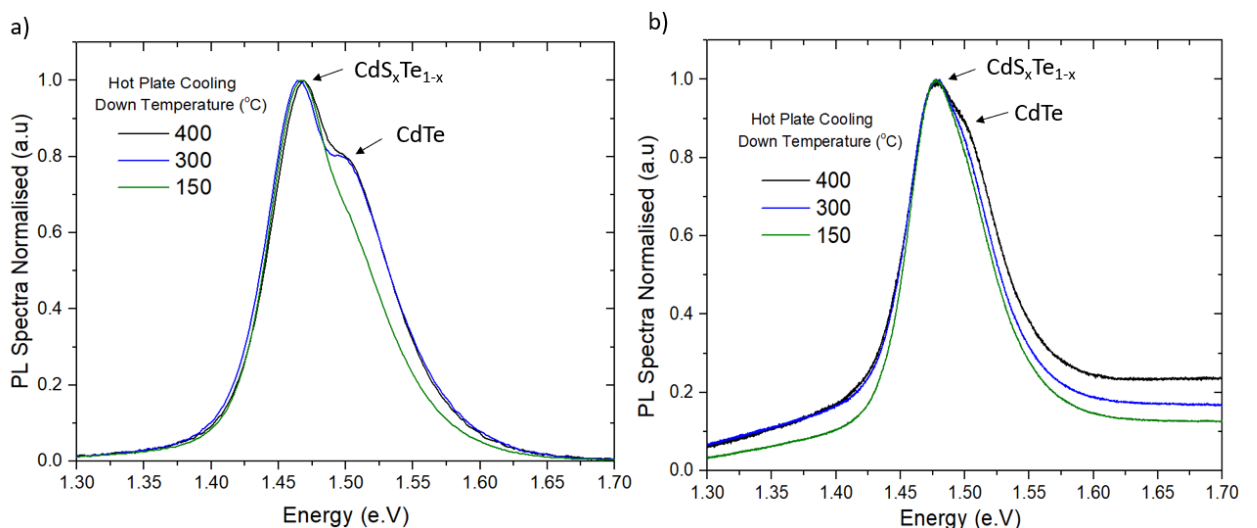 a)
PL Spectra Normalised (a.u)
1.0
0.8
0.6
0.4
0.2
0.0
Hot Plate Cooling
Down Temperature (°C)
400
300
150
CdSₓTe₁₋ₓ
CdTe
1.30 1.35 1.40 1.45 1.50 1.55 1.60 1.65 1.70
Energy (e.V)
b)
PL Spectra Normalised (a.u)
1.0
0.8
0.6
0.4
0.2
0.0
Hot Plate Cooling
Down Temperature (°C)
400
300
150
CdSₓTe₁₋ₓ
CdTe
1.30 1.35 1.40 1.45 1.50 1.55 1.60 1.65 1.70
Energy (e.V)